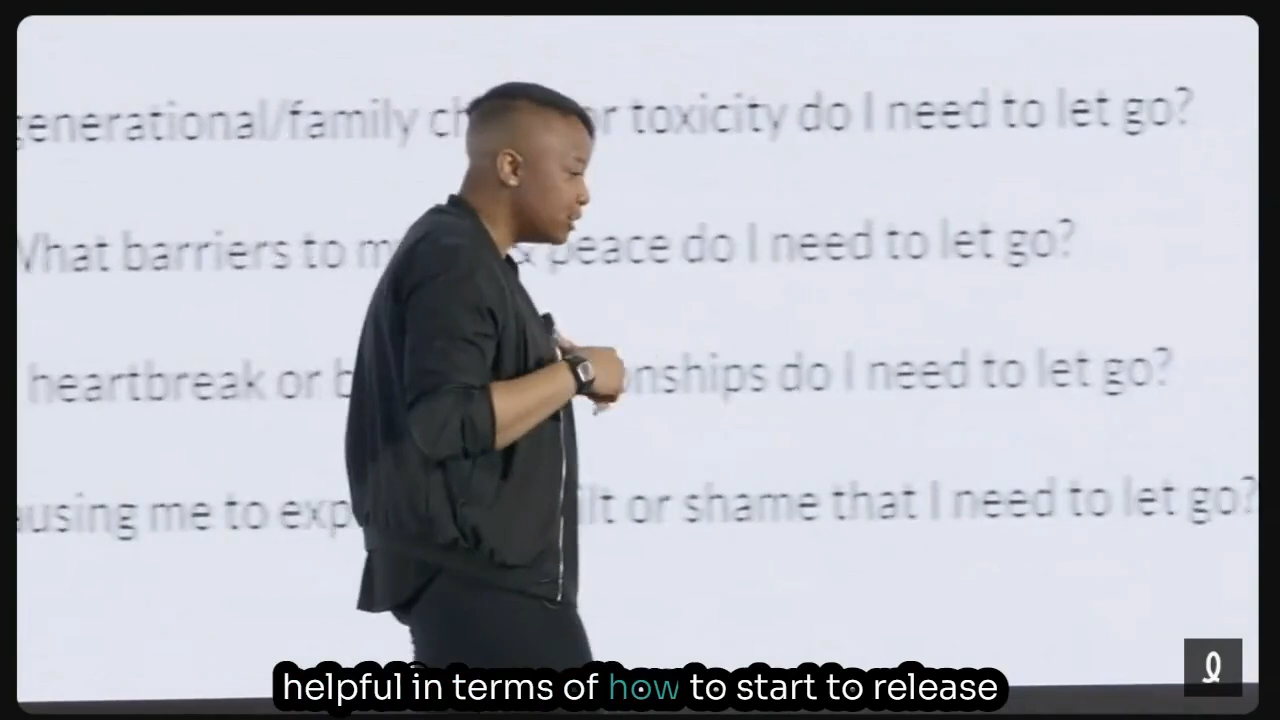 generational/family ch or toxicity do I need to let go?
What barriers to m & peace do I need to let go?
heartbreak or b onships do I need to let go?
ausing me to exp ilt or shame that I need to let go?
helpful in terms of how to start to release